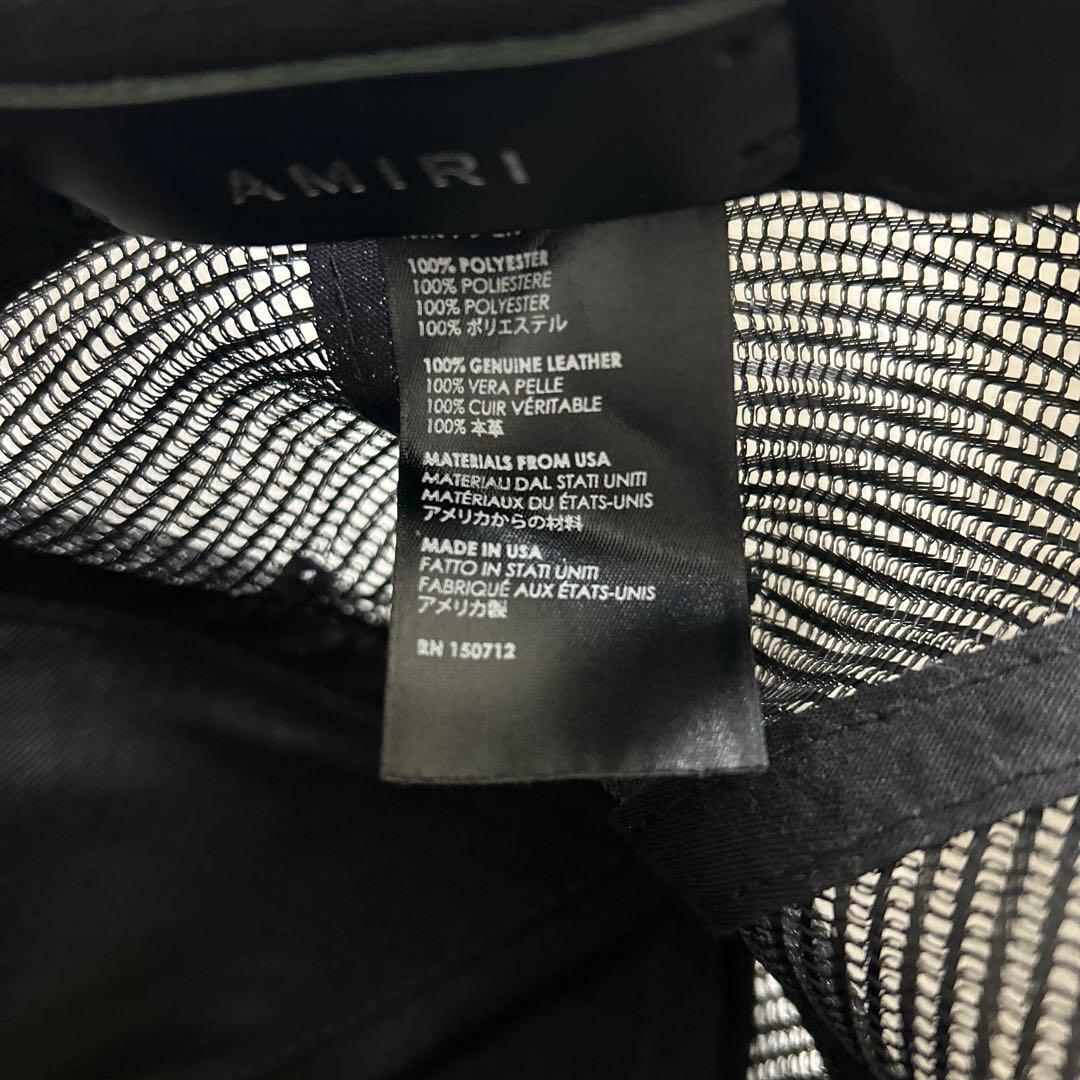 AMIRI
100% POLYESTER
100% POLIESTERE
100% POLYESTER
100% ポリエステル
100% GENUINE LEATHER
100% VERA PELLE
100% CUIR VÉRITABLE
100% 本革
MATERIALS FROM USA
MATERIALI DAL STATI UNITI
MATÉRIAUX DU ÉTATS-UNIS
アメリカからの材料
MADE IN USA
FATTO IN STATI UNITI
FABRIQUÉ AUX ÉTATS-UNIS
アメリカ製
RN 150712